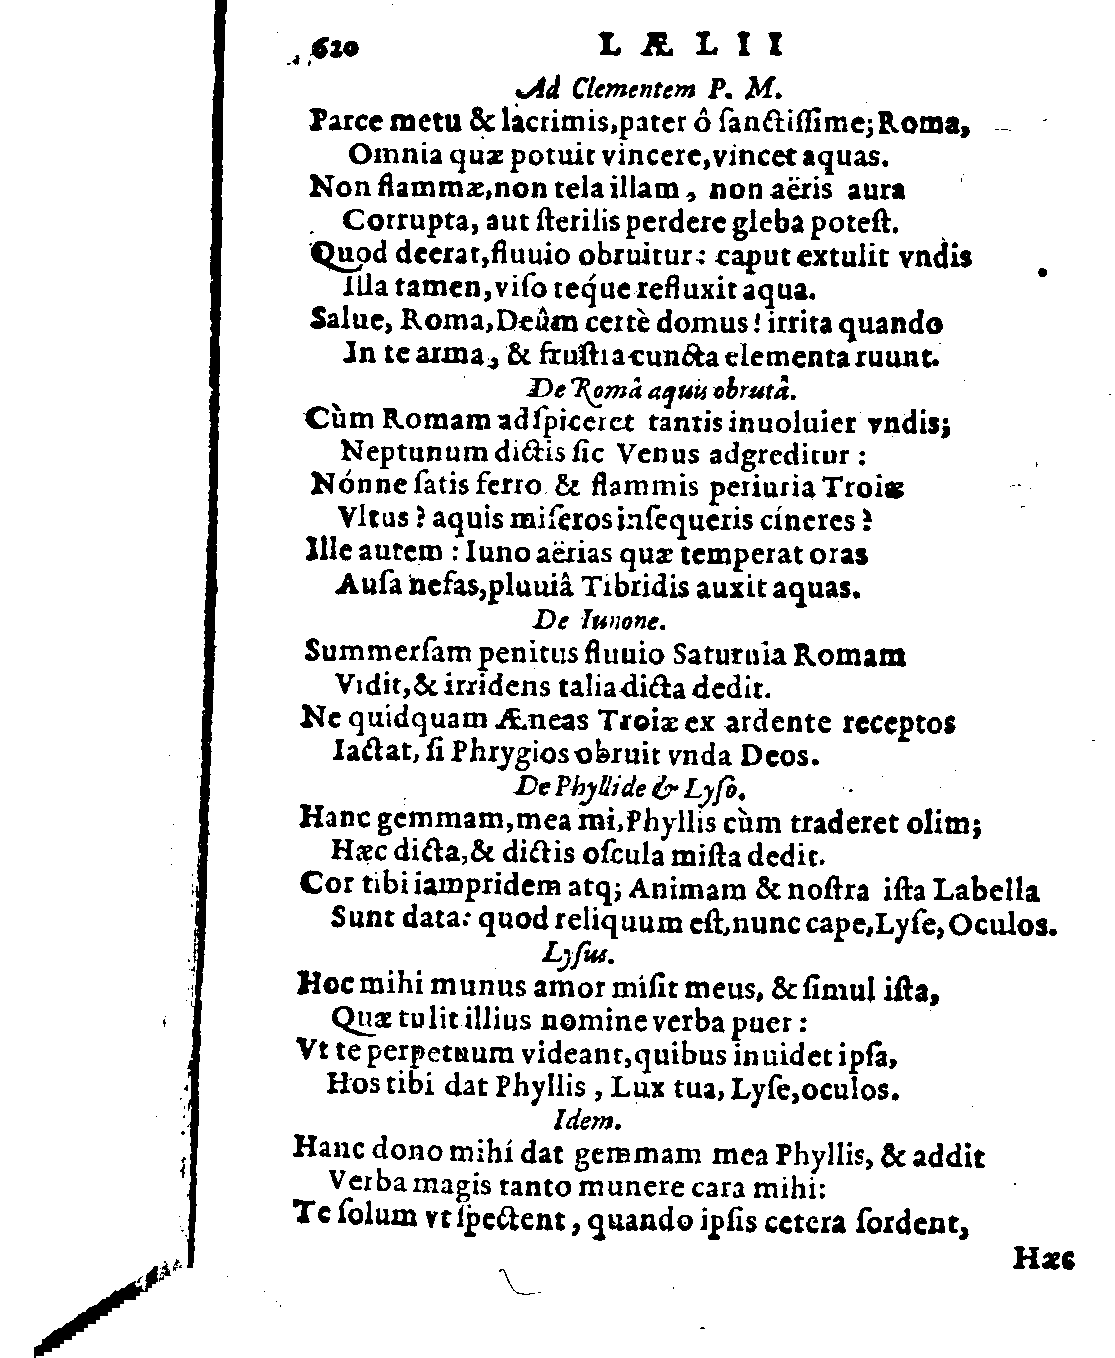 620 LÆLII
Ad Clementem P. M.
Parce metu & lacrimis, pater ô ſanctiſſime; Roma,
Omnia quæ potuit vincere, vincet aquas.
Non flammæ, non tela illam, non aëris aura
Corrupta, aut ſterilis perdere gleba poteſt.
Quod deerat, fluuio obruitur: caput extulit vndis
Illa tamen, viſo teq́ue refluxit aqua.
Salue, Roma, Deûm certè domus! irrita quando
In te arma, & fruſtra cuncta elementa ruunt.
De Româ aquis obrutâ.
Cùm Romam adſpiceret tantis inuoluier vndis;
Neptunum dictis ſic Venus adgreditur:
Nónne ſatis ferro & flammis periuria Troiæ
Vltus? aquis miſeros inſequeris cíneres?
Ille autem: Iuno aërias quæ temperat oras
Auſa nefas, pluuiâ Tibridis auxit aquas.
De Iunone.
Summerſam penitus fluuio Saturnia Romam
Vidit, & irridens talia dicta dedit.
Ne quidquam Æneas Troiæ ex ardente receptos
Iactat, ſi Phrygios obruit vnda Deos.
De Phyllide & Lyſo.
Hanc gemmam, mea mi, Phyllis cùm traderet olim;
Hæc dicta, & dictis oſcula miſta dedit.
Cor tibi iampridem atq; Animam & noſtra iſta Labella
Sunt data: quod reliquum eſt, nunc cape, Lyſe, Oculos.
Lyſus.
Hoc mihi munus amor miſit meus, & ſimul iſta,
Quæ tulit illius nomine verba puer:
Vt te perpetuum videant, quibus inuidet ipſa,
Hos tibi dat Phyllis, Lux tua, Lyſe, oculos.
Idem.
Hanc dono mihí dat gemmam mea Phyllis, & addit
Verba magis tanto munere cara mihi:
Te ſolum vt ſpectent, quando ipſis cetera ſordent,
Hæc